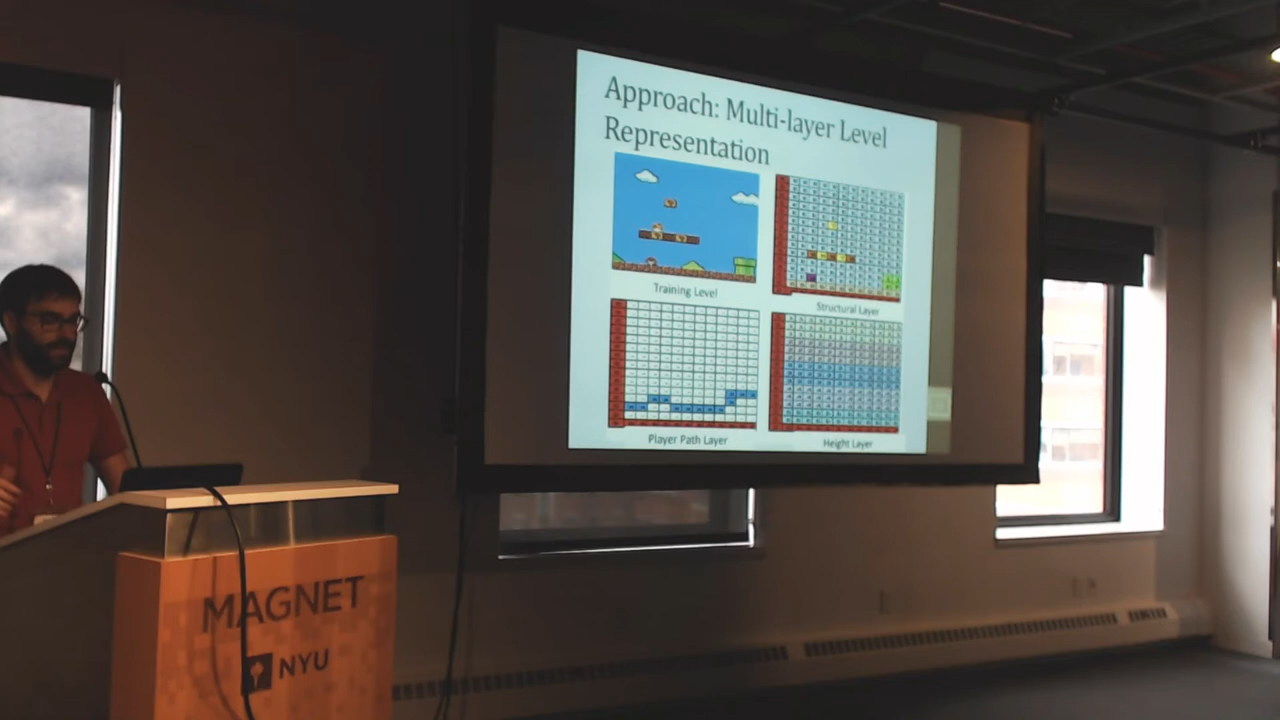 Approach: Multi-layer Level
Representation
Training Level
Structural Layer
Player Path Layer
Height Layer
MAGNET
NYU